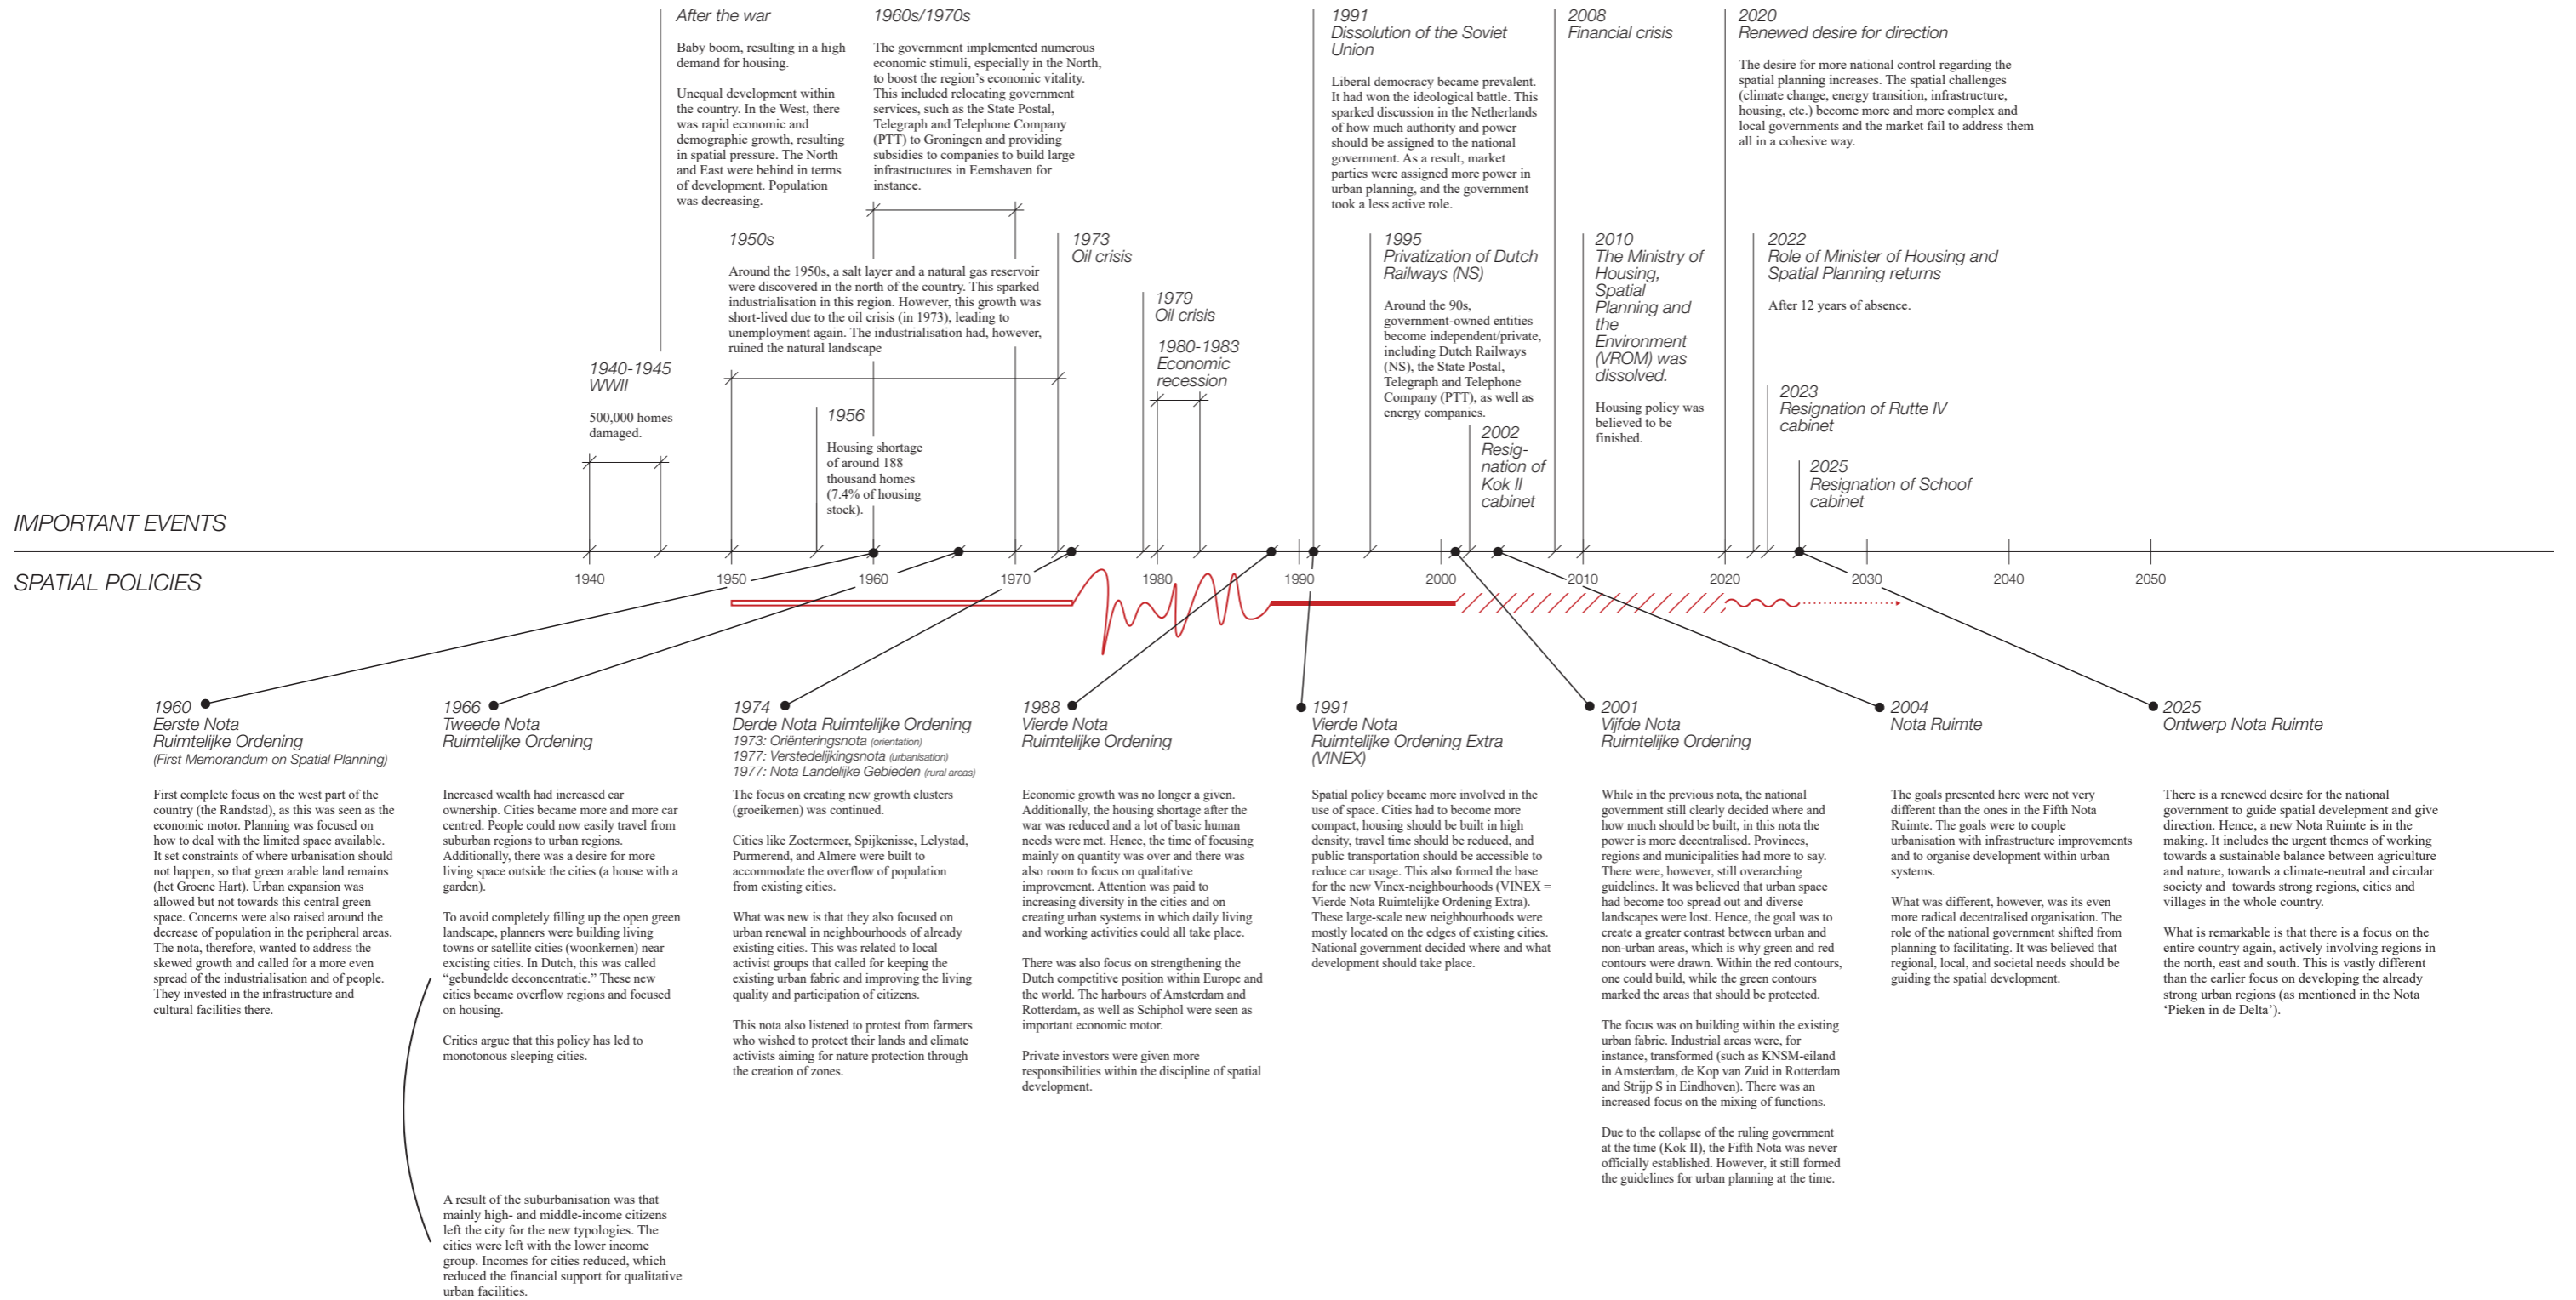 After the war
Baby boom, resulting in a high
demand for housing.
Unequal development within
the country. In the West, there
was rapid economic and
demographic growth, resulting
in spatial pressure. The North
and East were behind in terms
of development. Population
was decreasing.
1960s/1970s
The government implemented numerous
economic stimuli, especially in the North,
to boost the region's economic vitality.
This included relocating government
services, such as the State Postal,
Telegraph and Telephone Company
(PTT) to Groningen and providing
subsidies to companies to build large
infrastructures in Eemshaven for
instance.
1991
Dissolution of the Soviet
Union
Liberal democracy became prevalent.
It had won the ideological battle. This
sparked discussion in the Netherlands
of how much authority and power
should be assigned to the national
government. As a result, market
parties were assigned more power in
urban planning, and the government
took a less active role.
2008
Financial crisis
2020
Renewed desire for direction
The desire for more national control regarding the
spatial planning increases. The spatial challenges
(climate change, energy transition, infrastructure,
housing, etc.) become more and more complex and
local governments and the market fail to address them
all in a cohesive way.
1950s
Around the 1950s, a salt layer and a natural gas reservoir
were discovered in the north of the country. This sparked
industrialisation in this region. However, this growth was
short-lived due to the oil crisis (in 1973), leading to
unemployment again. The industrialisation had, however,
ruined the natural landscape
1973
Oil crisis
1979
Oil crisis
1980-1983
Economic
recession
1995
Privatization of Dutch
Railways (NS)
Around the 90s,
government-owned entities
become independent/private,
including Dutch Railways
(NS), the State Postal,
Telegraph and Telephone
Company (PTT), as well as
energy companies.
2010
The Ministry of
Housing,
Spatial
Planning and
the
Environment
(VROM) was
dissolved.
Housing policy was
believed to be
finished.
2022
Role of Minister of Housing and
Spatial Planning returns
After 12 years of absence.
1940-1945
WWII
500,000 homes
damaged.
1956
Housing shortage
of around 188
thousand homes
(7.4% of housing
stock).
2002
Resig-
nation of
Kok II
cabinet
2023
Resignation of Rutte IV
cabinet
2025
Resignation of Schoof
cabinet
IMPORTANT EVENTS
SPATIAL POLICIES
1940
1950
1960
1970
1980
1990
2000
2010
2020
2030
2040
2050
1960
Eerste Nota
Ruimtelijke Ordening
(First Memorandum on Spatial Planning)
First complete focus on the west part of the
country (the Randstad), as this was seen as the
economic motor. Planning was focused on
how to deal with the limited space available.
It set constraints of where urbanisation should
not happen, so that green arable land remains
(het Groene Hart). Urban expansion was
allowed but not towards this central green
space. Concerns were also raised around the
decrease of population in the peripheral areas.
The nota, therefore, wanted to address the
skewed growth and called for a more even
spread of the industrialisation and of people.
They invested in the infrastructure and
cultural facilities there.
1966
Tweede Nota
Ruimtelijke Ordening
Increased wealth had increased car
ownership. Cities became more and more car
centred. People could now easily travel from
suburban regions to urban regions.
Additionally, there was a desire for more
living space outside the cities (a house with a
garden).
To avoid completely filling up the open green
landscape, planners were building living
towns or satellite cities (woonkernen) near
excisting cities. In Dutch, this was called
“gebundelde deconcentratie.” These new
cities became overflow regions and focused
on housing.
Critics argue that this policy has led to
monotonous sleeping cities.
A result of the suburbanisation was that
mainly high- and middle-income citizens
left the city for the new typologies. The
cities were left with the lower income
group. Incomes for cities reduced, which
reduced the financial support for qualitative
urban facilities.
1974
Derde Nota Ruimtelijke Ordening
1973: Oriënteringsnota (orientation)
1977: Verstedelijkingsnota (urbanisation)
1977: Nota Landelijke Gebieden (rural areas)
The focus on creating new growth clusters
(groeikernen) was continued.
Cities like Zoetermeer, Spijkenisse, Lelystad,
Purmerend, and Almere were built to
accommodate the overflow of population
from existing cities.
What was new is that they also focused on
urban renewal in neighbourhoods of already
existing cities. This was related to local
activist groups that called for keeping the
existing urban fabric and improving the living
quality and participation of citizens.
This nota also listened to protest from farmers
who wished to protect their lands and climate
activists aiming for nature protection through
the creation of zones.
1988
Vierde Nota
Ruimtelijke Ordening
Economic growth was no longer a given.
Additionally, the housing shortage after the
war was reduced and a lot of basic human
needs were met. Hence, the time of focusing
mainly on quantity was over and there was
also room to focus on qualitative
improvement. Attention was paid to
increasing diversity in the cities and on
creating urban systems in which daily living
and working activities could all take place.
There was also focus on strengthening the
Dutch competitive position within Europe and
the world. The harbours of Amsterdam and
Rotterdam, as well as Schiphol were seen as
important economic motor.
Private investors were given more
responsibilities within the discipline of spatial
development.
1991
Vierde Nota
Ruimtelijke Ordening Extra
(VINEX)
Spatial policy became more involved in the
use of space. Cities had to become more
compact, housing should be built in high
density, travel time should be reduced, and
public transportation should be accessible to
reduce car usage. This also formed the base
for the new Vinex-neighbourhoods (VINEX =
Vierde Nota Ruimtelijke Ordening Extra).
These large-scale new neighbourhoods were
mostly located on the edges of existing cities.
National government decided where and what
development should take place.
2001
Vijfde Nota
Ruimtelijke Ordening
While in the previous nota, the national
government still clearly decided where and
how much should be built, in this nota the
power is more decentralised. Provinces,
regions and municipalities had more to say.
There were, however, still overarching
guidelines. It was believed that urban space
had become too spread out and diverse
landscapes were lost. Hence, the goal was to
create a greater contrast between urban and
non-urban areas, which is why green and red
contours were drawn. Within the red contours,
one could build, while the green contours
marked the areas that should be protected.
The focus was on building within the existing
urban fabric. Industrial areas were, for
instance, transformed (such as KNSM-eiland
in Amsterdam, de Kop van Zuid in Rotterdam
and Strijp S in Eindhoven). There was an
increased focus on the mixing of functions.
Due to the collapse of the ruling government
at the time (Kok II), the Fifth Nota was never
officially established. However, it still formed
the guidelines for urban planning at the time.
2004
Nota Ruimte
The goals presented here were not very
different than the ones in the Fifth Nota
Ruimte. The goals were to couple
urbanisation with infrastructure improvements
and to organise development within urban
systems.
What was different, however, was its even
more radical decentralised organisation. The
role of the national government shifted from
planning to facilitating. It was believed that
regional, local, and societal needs should be
guiding the spatial development.
2025
Ontwerp Nota Ruimte
There is a renewed desire for the national
government to guide spatial development and give
direction. Hence, a new Nota Ruimte is in the
making. It includes the urgent themes of working
towards a sustainable balance between agriculture
and nature, towards a climate-neutral and circular
society and towards strong regions, cities and
villages in the whole country.
What is remarkable is that there is a focus on the
entire country again, actively involving regions in
the north, east and south. This is vastly different
than the earlier focus on developing the already
strong urban regions (as mentioned in the Nota
‘Pieken in de Delta’).